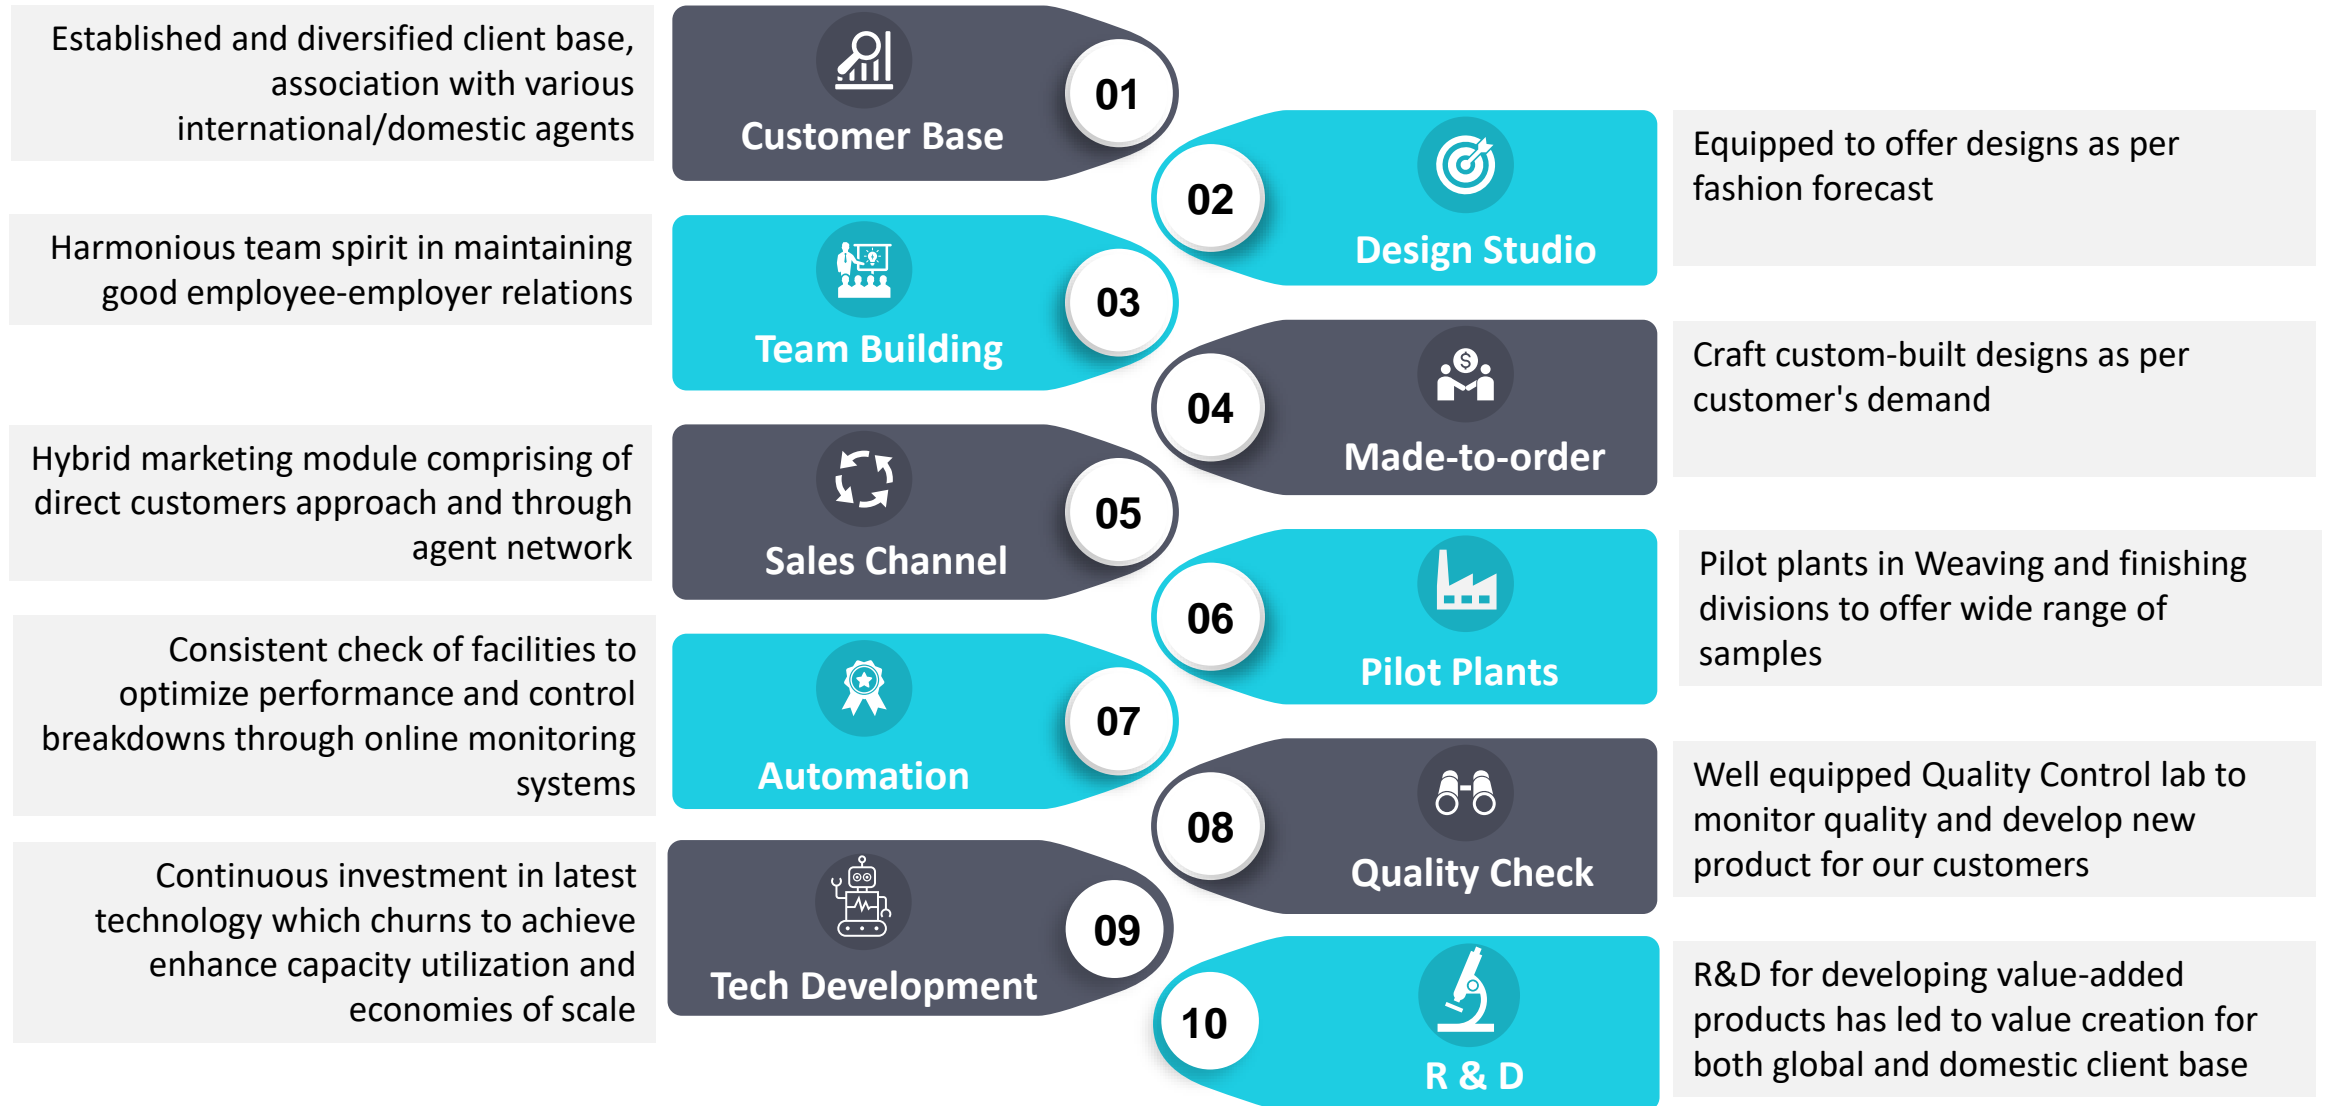 Established and diversified client base,
association with various
international/domestic agents
Customer Base
01
02
Design Studio
Equipped to offer designs as per
fashion forecast
Harmonious team spirit in maintaining
good employee-employer relations
Team Building
03
04
Made-to-order
Craft custom-built designs as per
customer's demand
Hybrid marketing module comprising of
direct customers approach and through
agent network
Sales Channel
05
06
Pilot Plants
Pilot plants in Weaving and finishing
divisions to offer wide range of
samples
Consistent check of facilities to
optimize performance and control
breakdowns through online monitoring
systems
Automation
07
08
Quality Check
Well equipped Quality Control lab to
monitor quality and develop new
product for our customers
Continuous investment in latest
technology which churns to achieve
enhance capacity utilization and
economies of scale
Tech Development
09
10
R & D
R&D for developing value-added
products has led to value creation for
both global and domestic client base